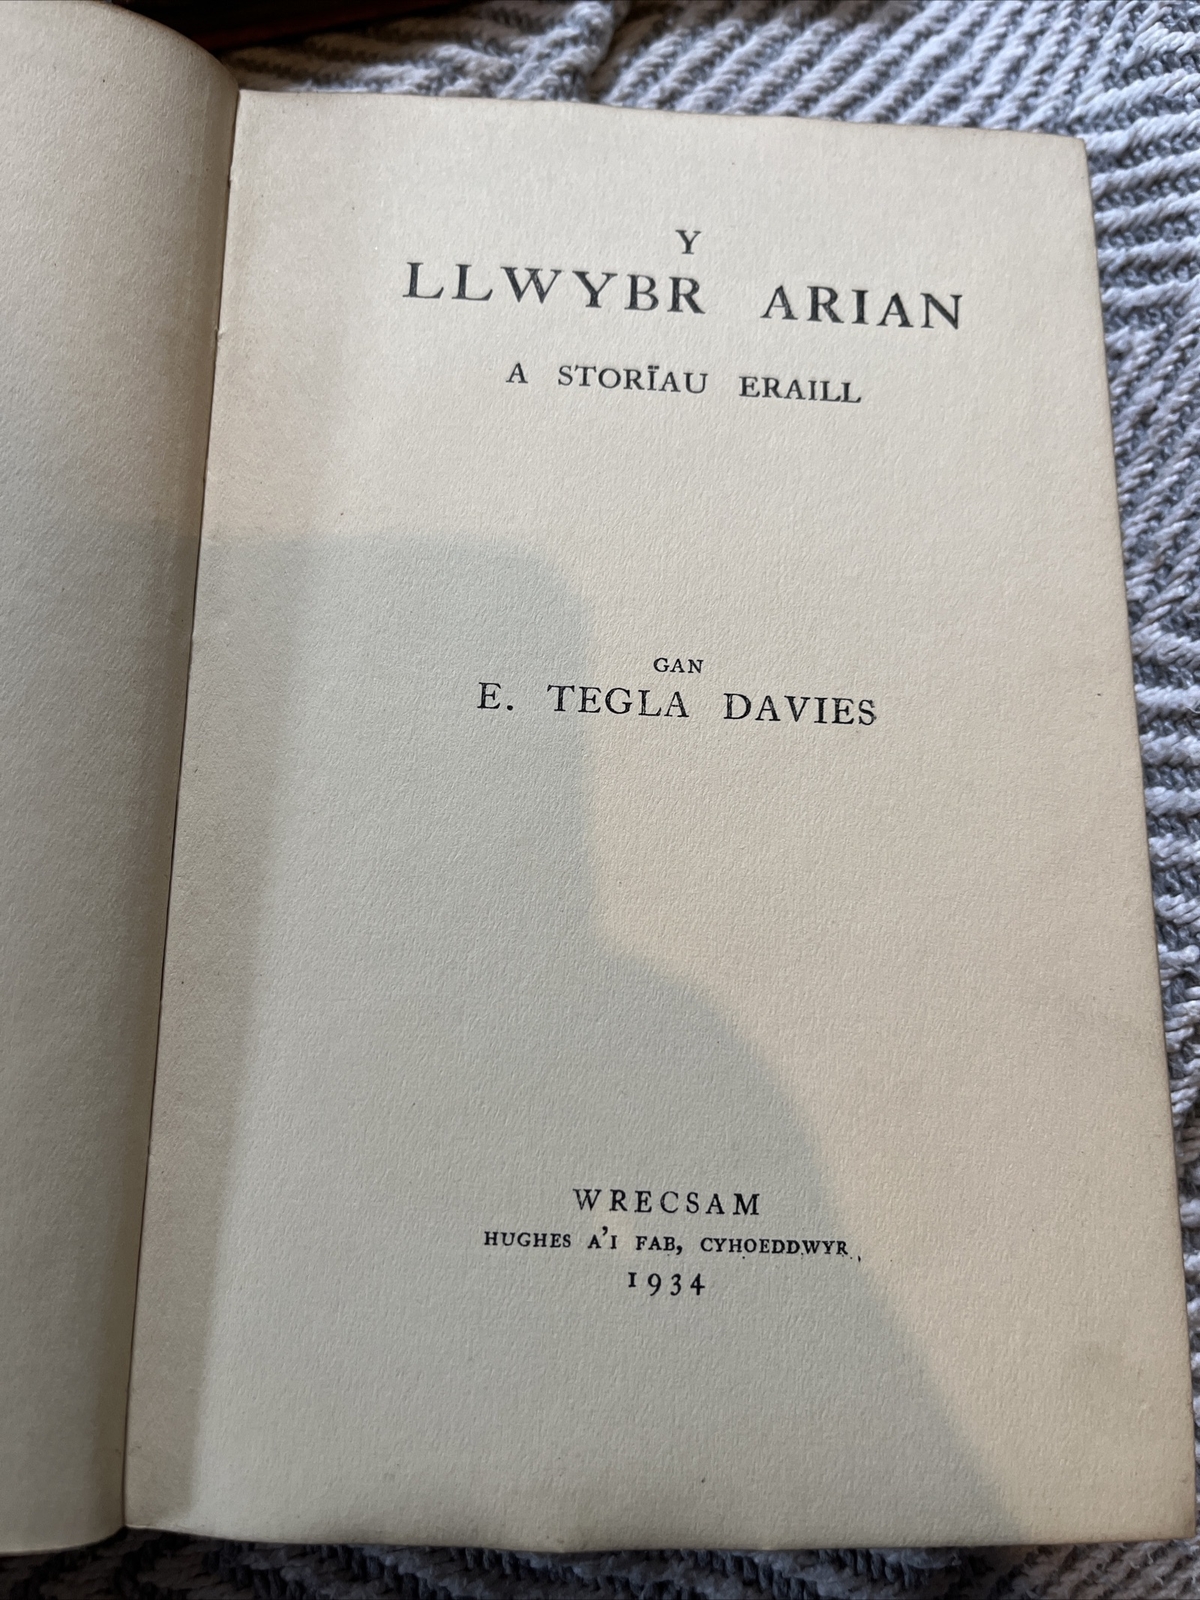 Y
LLWYBR ARIAN
A STORÏAU ERAILL
GAN
E. TEGLA DAVIES
WRECSAM
HUGHES A'I FAB, CYHOEDDWYR
1934